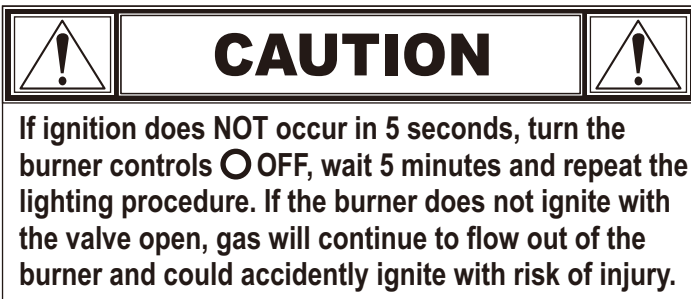 CAUTION
If ignition does NOT occur in 5 seconds, turn the
burner controls O OFF, wait 5 minutes and repeat the
lighting procedure. If the burner does not ignite with
the valve open, gas will continue to flow out of the
burner and could accidently ignite with risk of injury.